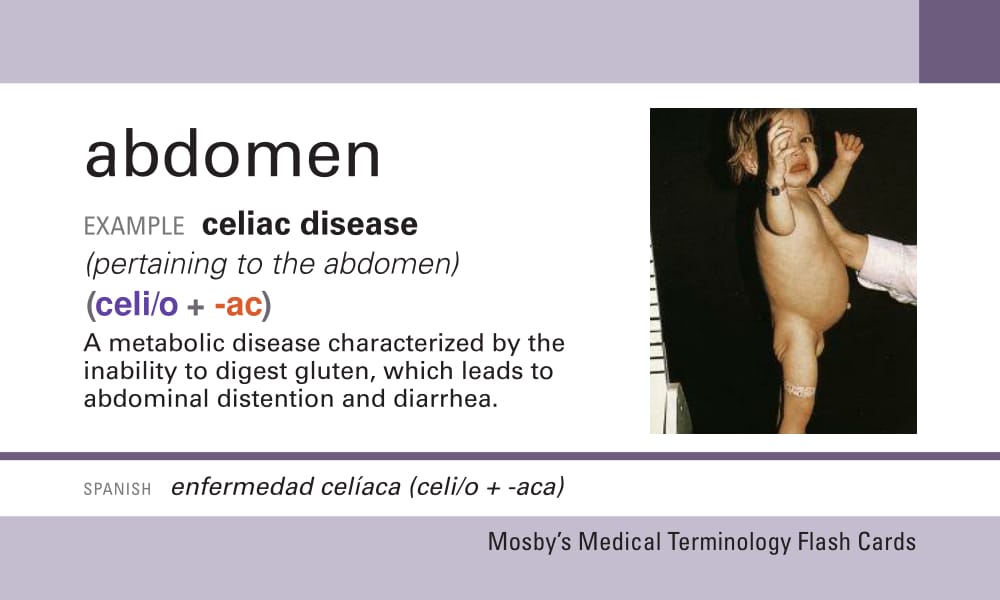 abdomen
EXAMPLE celiac disease
(pertaining to the abdomen)
(celi/o + -ac)
A metabolic disease characterized by the
inability to digest gluten, which leads to
abdominal distention and diarrhea.
SPANISH enfermedad celíaca (celi/o + -aca)
Mosby's Medical Terminology Flash Cards